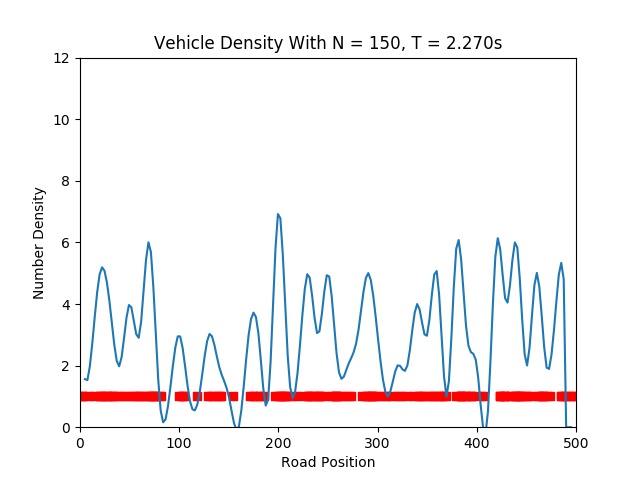 Vehicle Density With N = 150, T = 2.270s
12
10
8
6
4
2
0
Number Density
0 100 200 300 400 500
Road Position